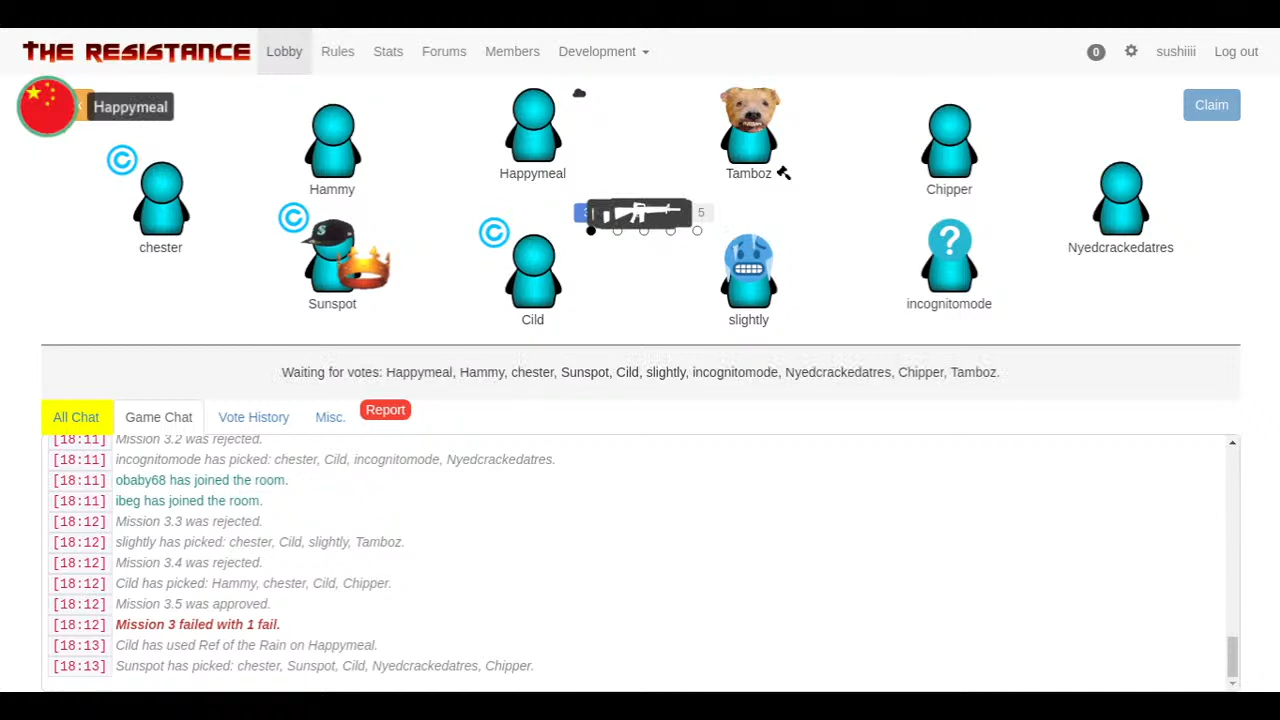 THE RESISTANCE Lobby Rules Stats Forums Members Development 0 sushiiii Log out
Happymeal
Claim
Happymeal Tamboz
Hammy Chipper
chester Nyedcrackedatres
5
S
?
Sunspot incognitomode
Cild slightly
Waiting for votes: Happymeal, Hammy, chester, Sunspot, Cild, slightly, incognitomode, Nyedcrackedatres, Chipper, Tamboz.
All Chat Game Chat Vote History Misc. Report
[18:11] Mission 3.2 was rejected.
[18:11] incognitomode has picked: chester, Cild, incognitomode, Nyedcrackedatres.
[18:11] obaby68 has joined the room.
[18:11] ibeg has joined the room.
[18:12] Mission 3.3 was rejected.
[18:12] slightly has picked: chester, Cild, slightly, Tamboz.
[18:12] Mission 3.4 was rejected.
[18:12] Cild has picked: Hammy, chester, Cild, Chipper.
[18:12] Mission 3.5 was approved.
[18:12] Mission 3 failed with 1 fail.
[18:13] Cild has used Ref of the Rain on Happymeal.
[18:13] Sunspot has picked: chester, Sunspot, Cild, Nyedcrackedatres, Chipper.